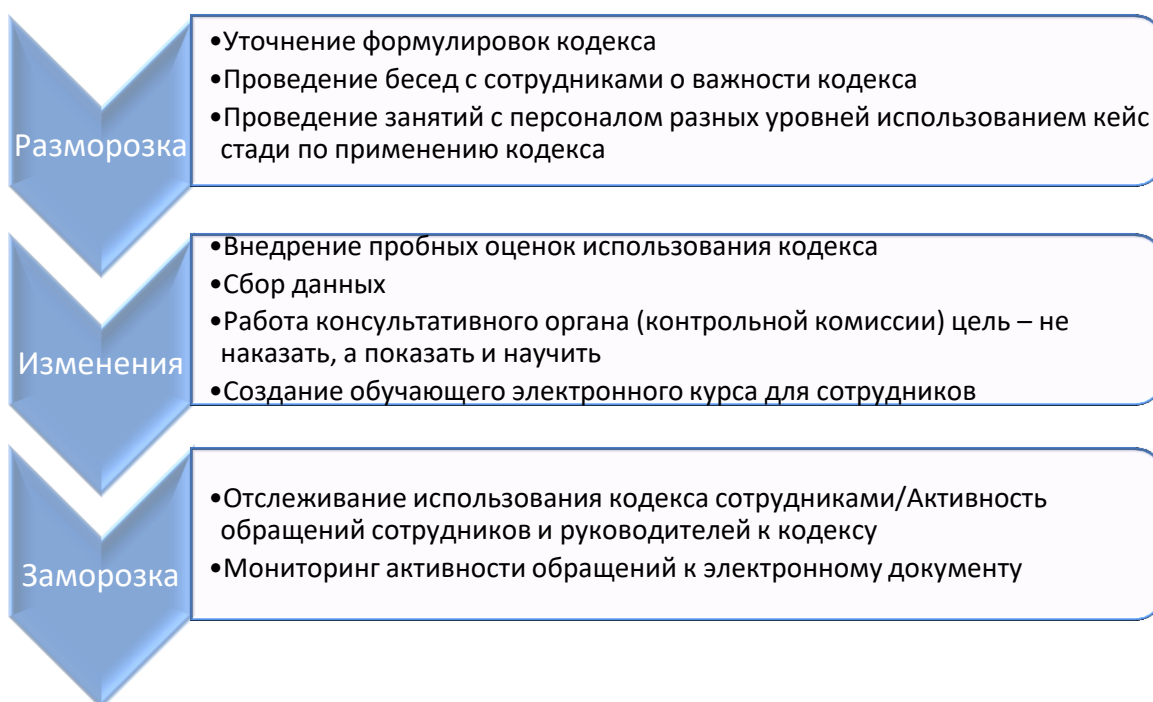 Разморозка
•Уточнение формулировок кодекса
•Проведение бесед с сотрудниками о важности кодекса
•Проведение занятий с персоналом разных уровней использованием кейс
стади по применению кодекса
Изменения
•Внедрение пробных оценок использования кодекса
•Сбор данных
•Работа консультативного органа (контрольной комиссии) цель – не
наказать, а показать и научить
•Создание обучающего электронного курса для сотрудников
Заморозка
•Отслеживание использования кодекса сотрудниками/Активность
обращений сотрудников и руководителей к кодексу
•Мониторинг активности обращений к электронному документу